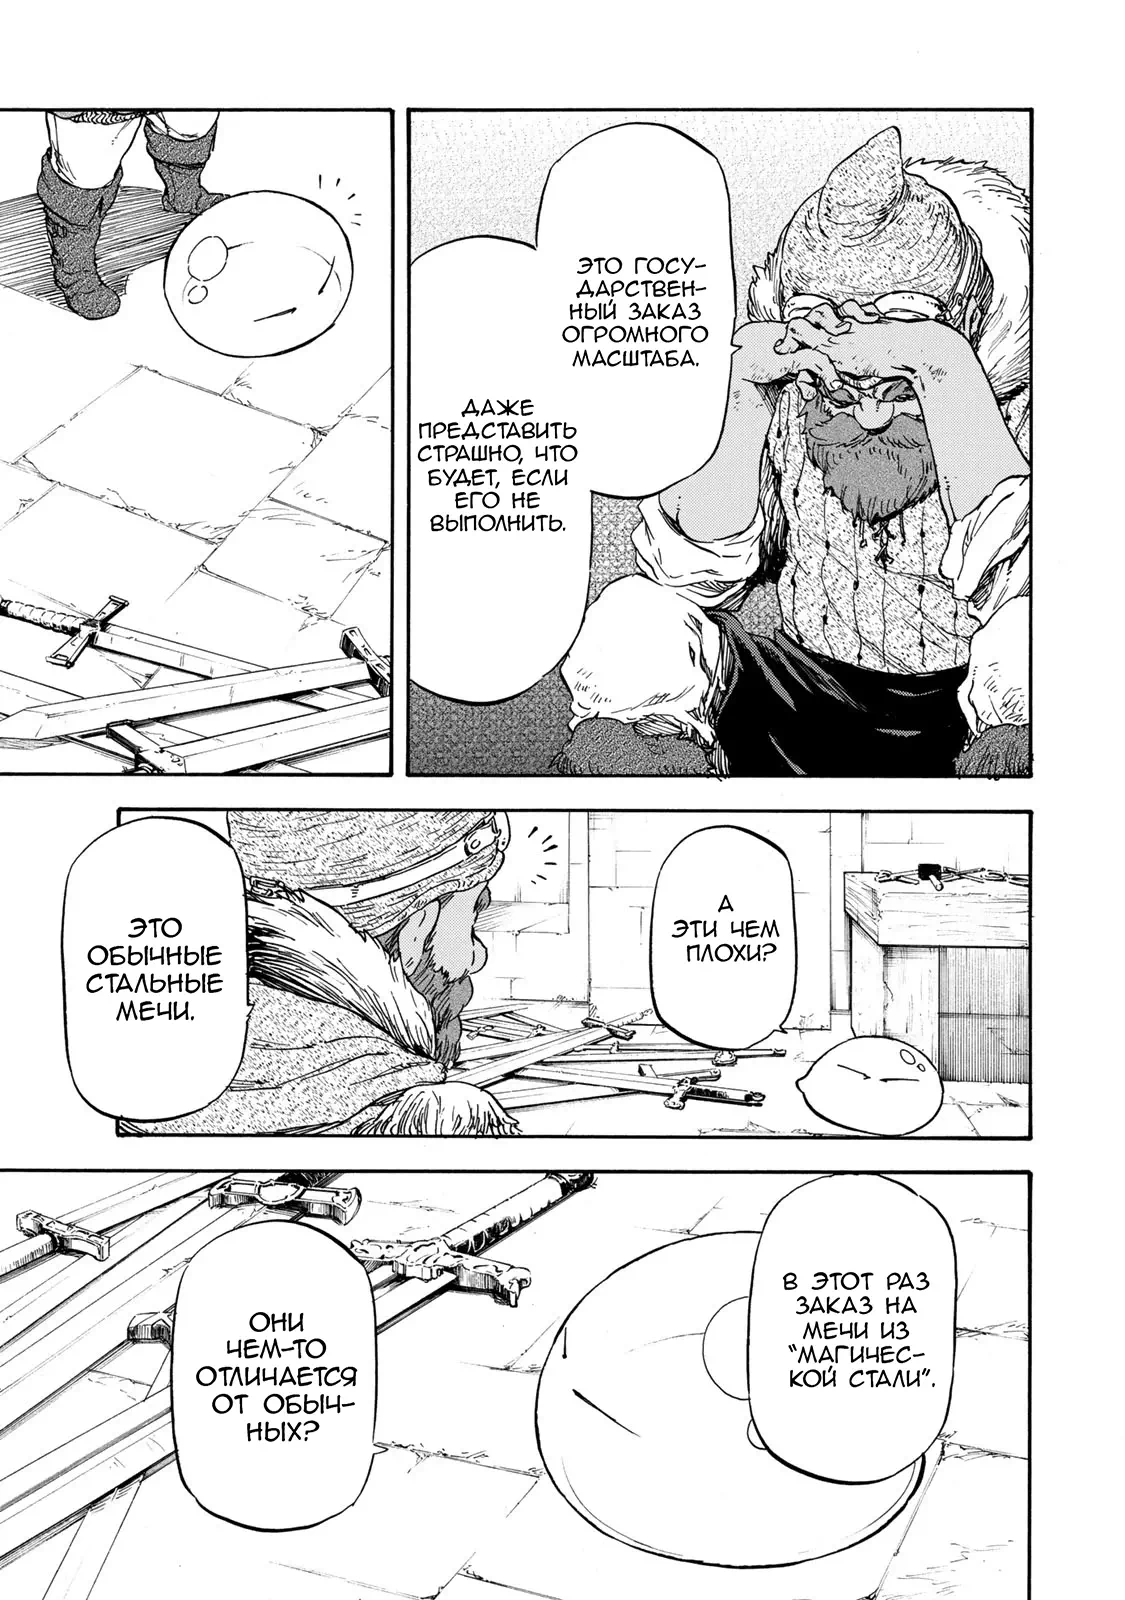 ЭТО ГОСУ-
ДАРСТВЕН-
НЫЙ ЗАКАЗ
ОГРОМНОГО
МАСШТАБА.
ДАЖЕ
ПРЕДСТАВИТЬ
СТРАШНО, ЧТО
БУДЕТ, ЕСЛИ
ЕГО НЕ
ВЫПОЛНИТЬ.
А
ЭТИ ЧЕМ
ПЛОХИ?
ЭТО
ОБЫЧНЫЕ
СТАЛЬНЫЕ
МЕЧИ.
В ЭТОТ РАЗ
ЗАКАЗ НА
МЕЧИ ИЗ
"МАГИЧЕС-
КОЙ СТАЛИ".
ОНИ
ЧЕМ-ТО
ОТЛИЧАЕТСЯ
ОТ ОБЫЧ-
НЫХ?